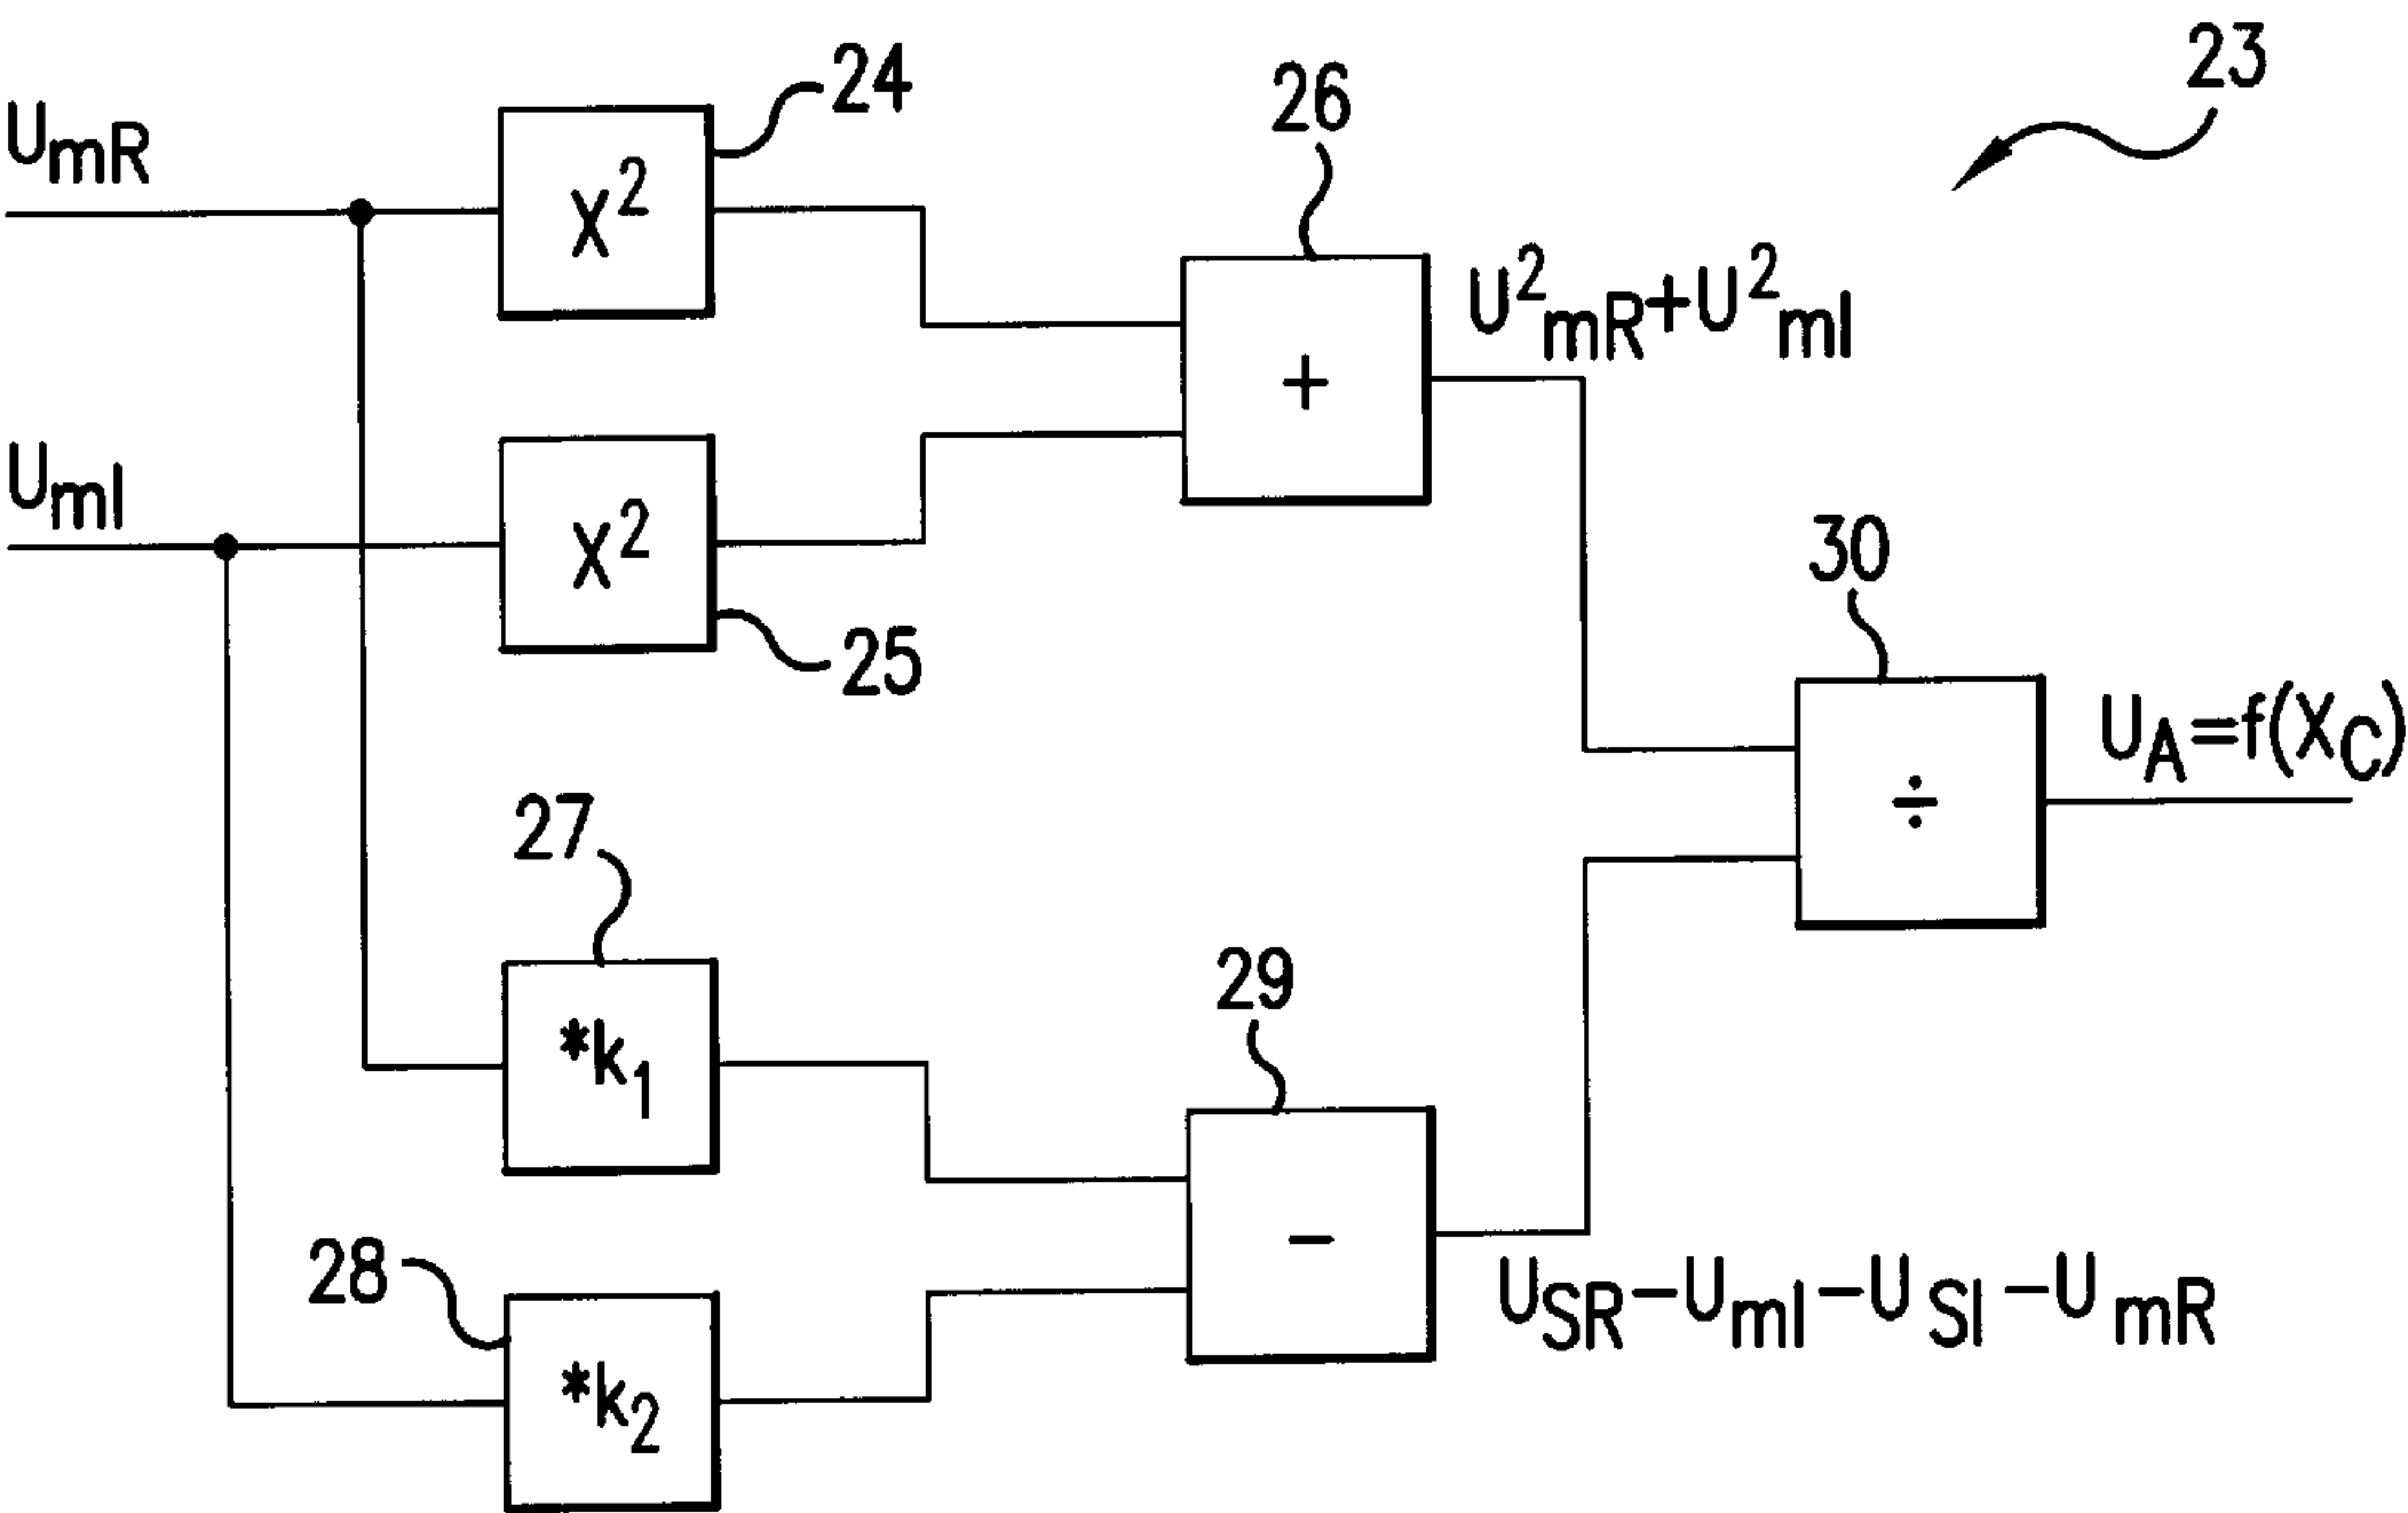 23
24
26
UmR
X²
U²mR+U²mI
+
UmI
X²
25
30
÷
UA=f(XC)
27
*k₁
29
−
28
*k₂
USR−UmI−USI−UmR